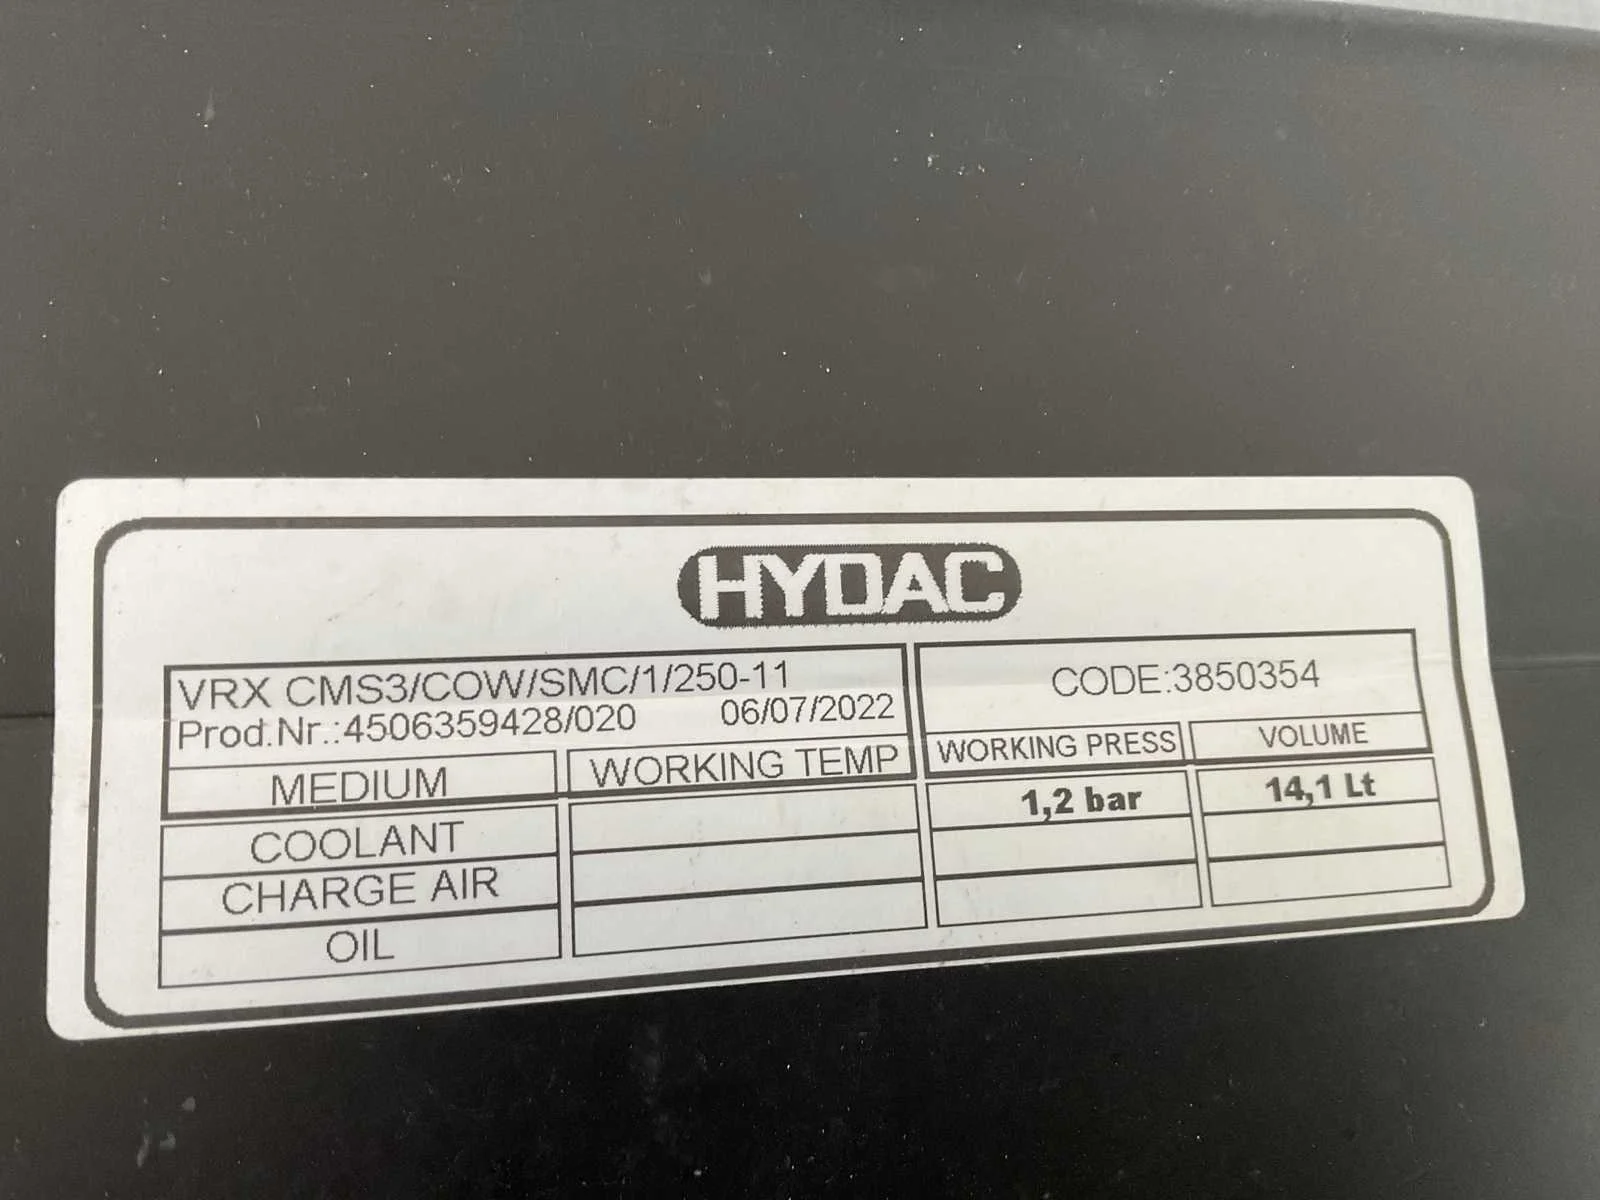 HYDAC
VRX CMS3/COW/SMC/1/250-11
Prod.Nr.:4506359428/020 06/07/2022
CODE:3850354
MEDIUM WORKING TEMP WORKING PRESS VOLUME
COOLANT 1,2 bar 14,1 Lt
CHARGE AIR
OIL